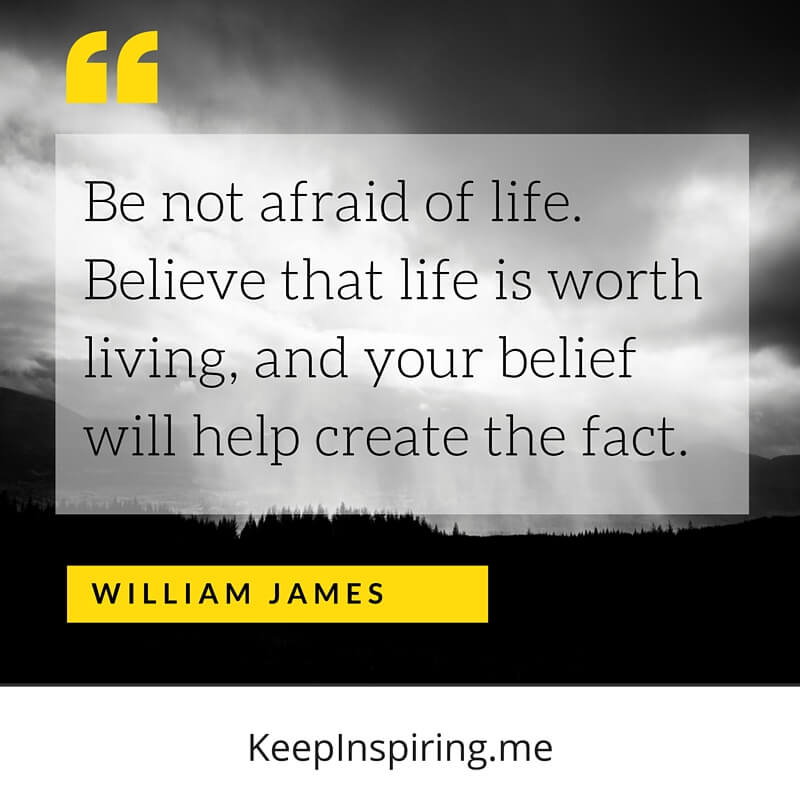 “
Be not afraid of life.
Believe that life is worth
living, and your belief
will help create the fact.
WILLIAM JAMES
KeepInspiring.me